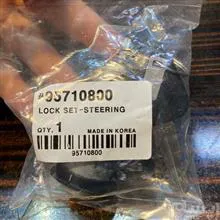 #95710800
LOCK SET-STEERING
QTY. 1
MADE IN KOREA
95710800